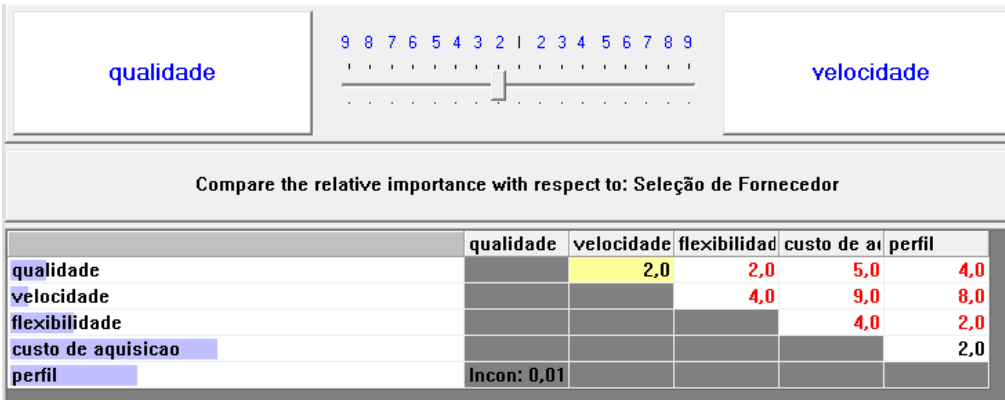 9 8 7 6 5 4 3 2 1 2 3 4 5 6 7 8 9
qualidade
velocidade
Compare the relative importance with respect to: Seleção de Fornecedor
qualidade velocidade flexibilidad custo de a perfil
qualidade 2,0 2,0 5,0 4,0
velocidade 4,0 9,0 8,0
flexibilidade 4,0 2,0
custo de aquisicao 2,0
perfil Incon: 0,01